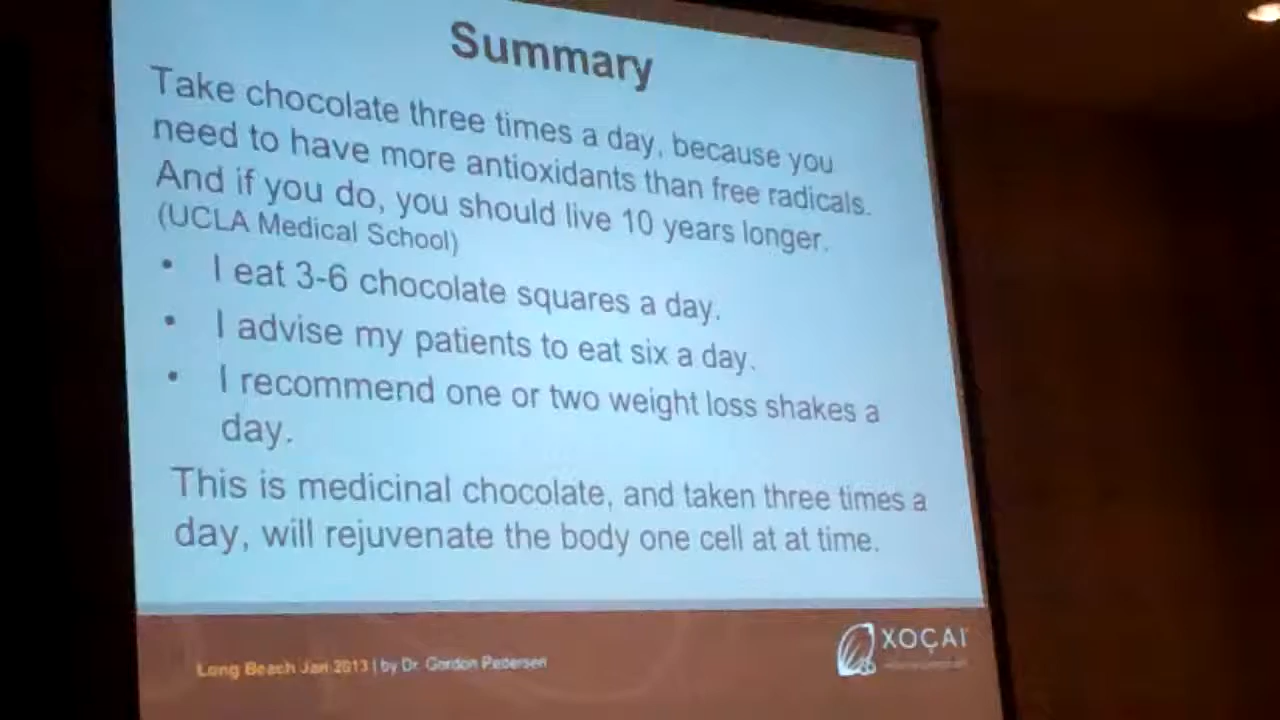 Summary
Take chocolate three times a day, because you
need to have more antioxidants than free radicals.
And if you do, you should live 10 years longer.
(UCLA Medical School)
• I eat 3-6 chocolate squares a day.
• I advise my patients to eat six a day.
• I recommend one or two weight loss shakes a
day.
This is medicinal chocolate, and taken three times a
day, will rejuvenate the body one cell at at time.
Long Beach Jan 2013 | by Dr. Gordon Pedersen
XOÇAI